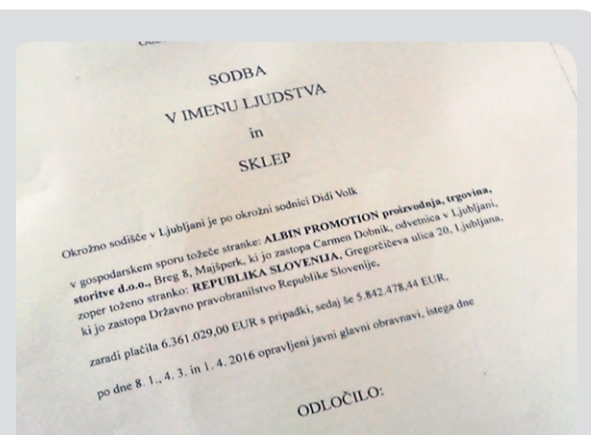 SODBA
V IMENU LJUDSTVA
in
SKLEP
Okrožno sodišče v Ljubljani je po okrožni sodnici Didi Volk
v gospodarskem sporu tožeče stranke: ALBIN PROMOTION proizvodnja, trgovina,
storitve d.o.o., Breg 8, Majšperk, ki jo zastopa Carmen Dobnik, odvetnica v Ljubljani,
zoper toženo stranko: REPUBLIKA SLOVENIJA, Gregorčičeva ulica 20, Ljubljana,
ki jo zastopa Državno pravobranilstvo Republike Slovenije,
zaradi plačila 6.361.029,00 EUR s pripadki, sedaj še 5.842.478,44 EUR,
po dne 8. 1., 4. 3. in 1. 4. 2016 opravljeni javni glavni obravnavi, istega dne
ODLOČILO: